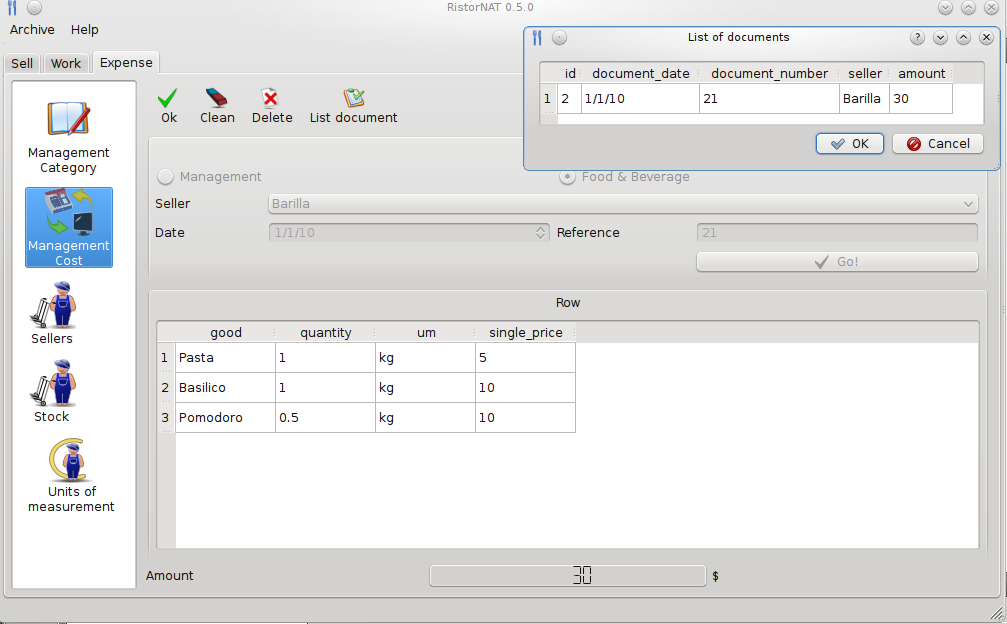 RistorNAT 0.5.0
Archive Help
Sell Work Expense
List of documents
?
id document_date document_number seller amount
1 2 1/1/10 21 Barilla 30
OK Cancel
Ok Clean Delete List document
Management
Category
Management
Cost
Sellers
Stock
Units of
measurement
Management Food & Beverage
Seller Barilla
Date 1/1/10 Reference 21
Go!
Row
good quantity um single_price
1 Pasta 1 kg 5
2 Basilico 1 kg 10
3 Pomodoro 0.5 kg 10
Amount 30 $